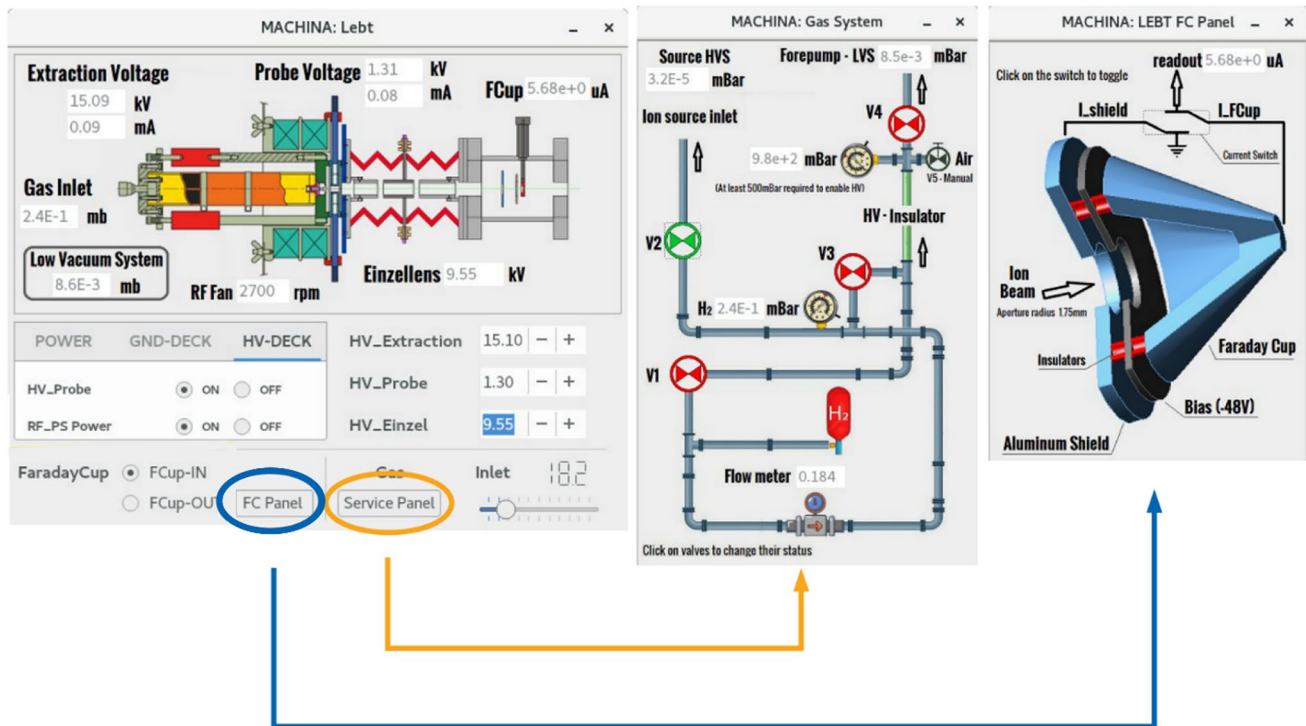 MACHINA: Lebt
Extraction Voltage
15.09 kV
0.09 mA
Probe Voltage 1.31 kV
0.08 mA
FCup 5.68e+0 uA
Gas Inlet
2.4E-1 mb
Low Vacuum System
8.6E-3 mb
RF Fan 2700 rpm
Einzellens 9.55 kV
POWER GND-DECK HV-DECK
HV_Probe ON OFF
RF_PS Power ON OFF
HV_Extraction 15.10 − +
HV_Probe 1.30 − +
HV_Einzel 9.55 − +
FaradayCup FCup-IN
FCup-OUT FC Panel
Gas
Service Panel
Inlet 182
MACHINA: Gas System
Source HVS
3.2E-5 mBar
Forepump - LVS 8.5e-3 mBar
Ion source inlet
V4
9.8e+2 mBar
Air
V5 - Manual
(At least 500mBar required to enable HV)
HV - Insulator
V2
V3
H₂ 2.4E-1 mBar
V1
H₂
Flow meter 0.184
Click on valves to change their status
MACHINA: LEBT FC Panel
readout 5.68e+0 uA
Click on the switch to toggle
I_shield
I_FCup
Current Switch
Ion
Beam
Aperture radius 1.75mm
Insulators
Faraday Cup
Bias (-48V)
Aluminum Shield